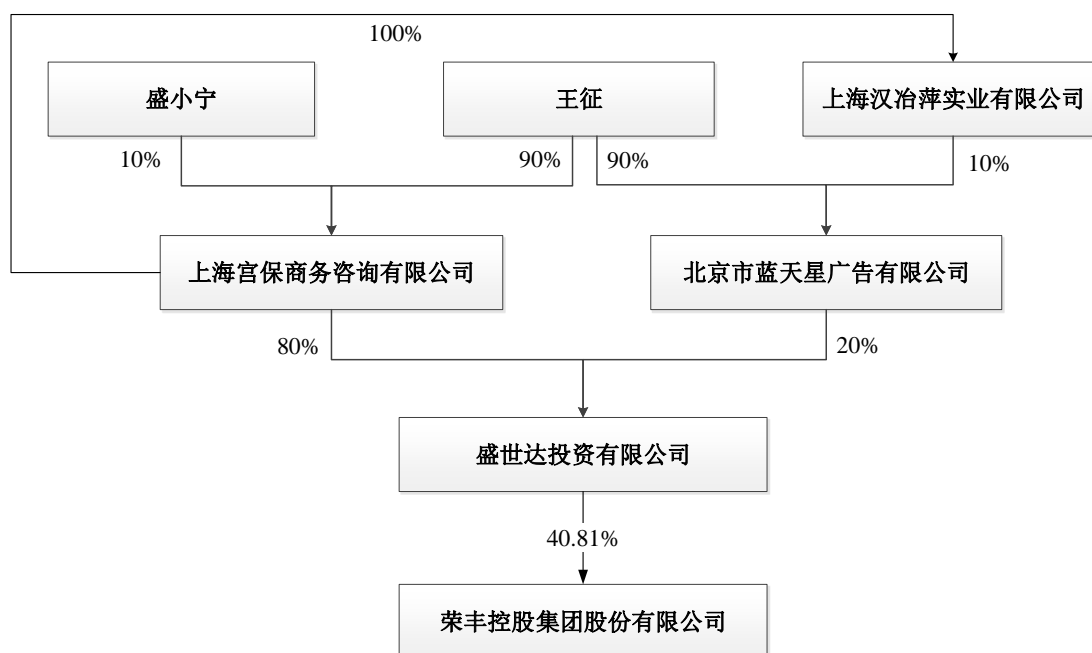 100%
盛小宁
王征
上海汉冶萍实业有限公司
10%
90%
90%
10%
上海宫保商务咨询有限公司
北京市蓝天星广告有限公司
80%
20%
盛世达投资有限公司
40.81%
荣丰控股集团股份有限公司